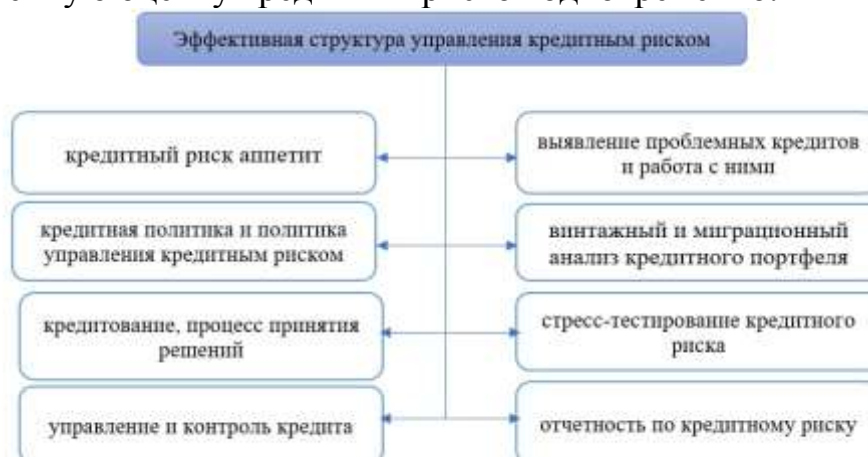 Эффективная структура управления кредитным риском
кредитный риск аппетит
выявление проблемных кредитов
и работа с ними
кредитная политика и политика
управления кредитным риском
винтажный и миграционный
анализ кредитного портфеля
кредитование, процесс принятия
решений
стресс-тестирование кредитного
риска
управление и контроль кредита
отчетность по кредитному риску